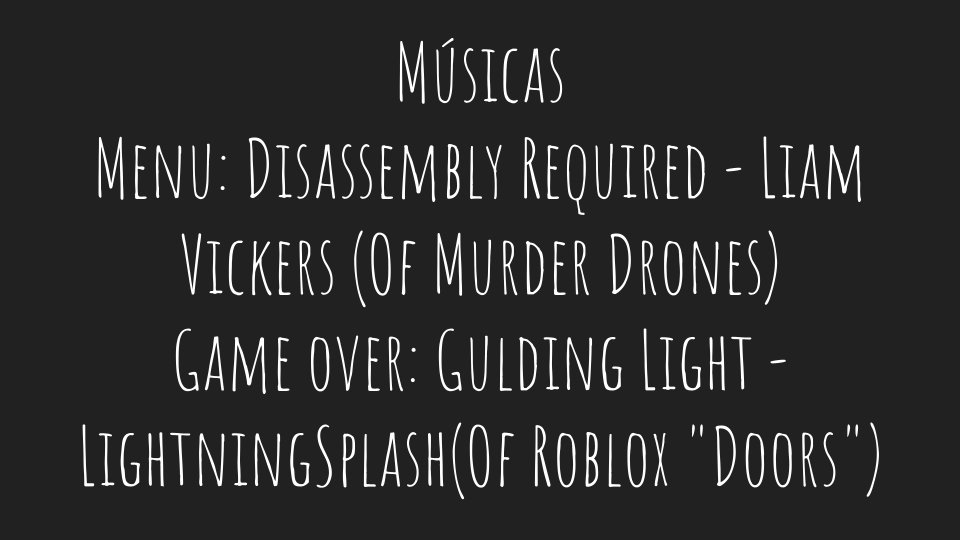 Músicas
Menu: Disassembly Required - Liam
Vickers (Of Murder Drones)
Game over: Gulding Light -
LightningSplash(Of Roblox "Doors")